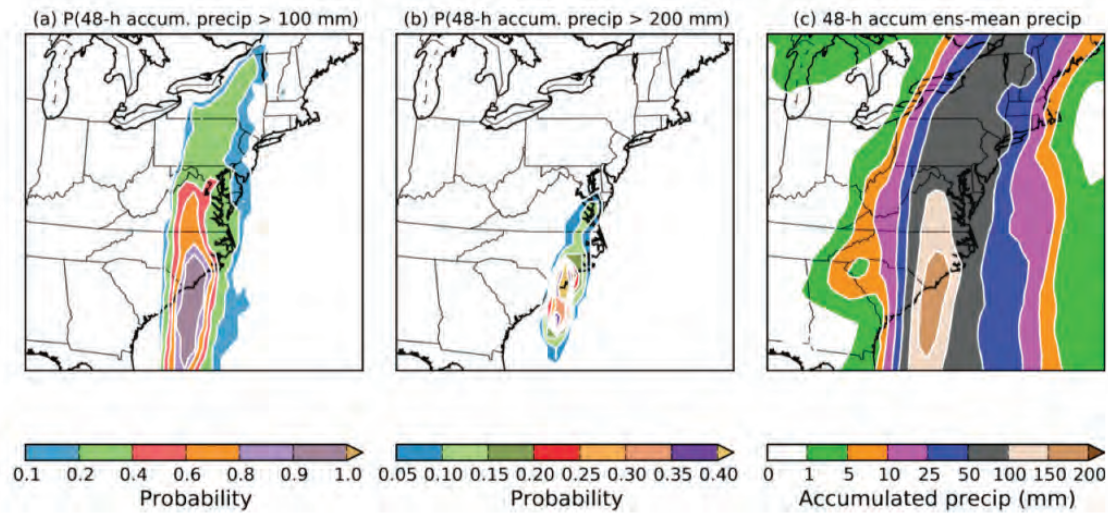 (a) P(48-h accum. precip > 100 mm)
(b) P(48-h accum. precip > 200 mm)
(c) 48-h accum ens-mean precip
0.1 0.2 0.4 0.6 0.8 0.9 1.0
Probability
0.05 0.10 0.15 0.20 0.25 0.30 0.35 0.40
Probability
0 1 5 10 25 50 100 150 200
Accumulated precip (mm)